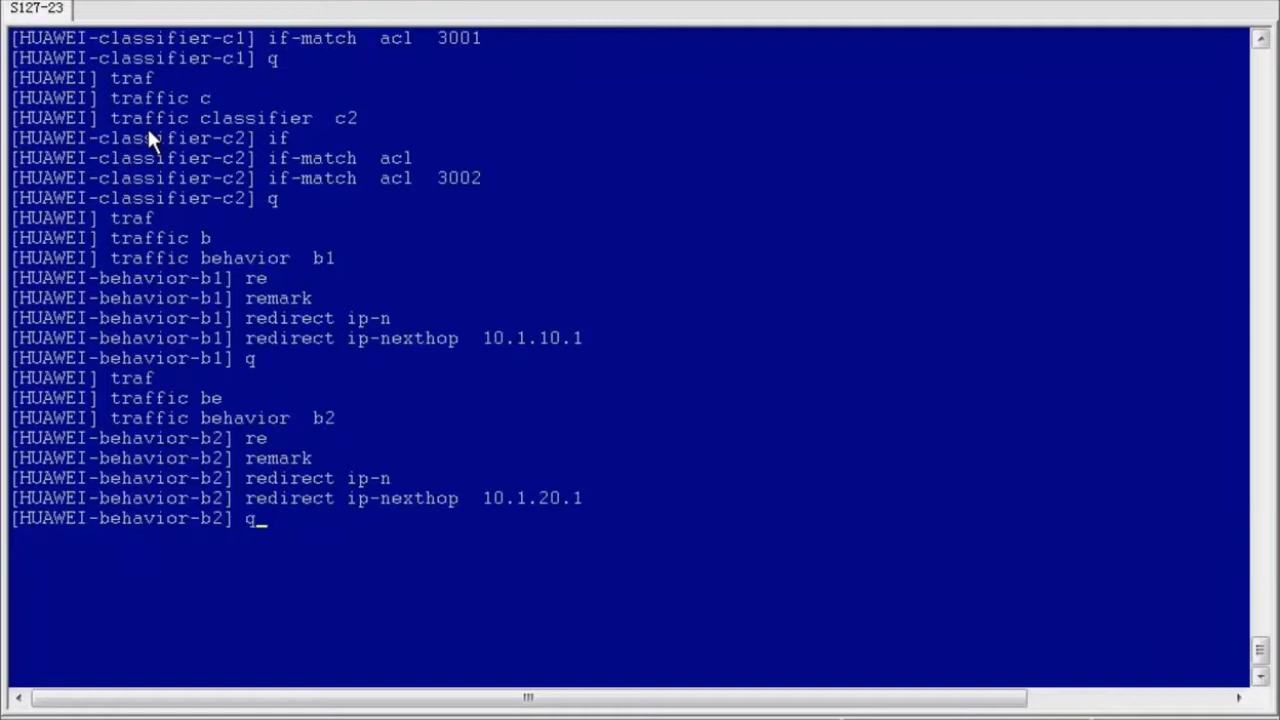 S127-23
[HUAWEI-classifier-c1] if-match acl 3001
[HUAWEI-classifier-c1] q
[HUAWEI] traf
[HUAWEI] traffic c
[HUAWEI] traffic classifier c2
[HUAWEI-classifier-c2] if
[HUAWEI-classifier-c2] if-match acl
[HUAWEI-classifier-c2] if-match acl 3002
[HUAWEI-classifier-c2] q
[HUAWEI] traf
[HUAWEI] traffic b
[HUAWEI] traffic behavior b1
[HUAWEI-behavior-b1] re
[HUAWEI-behavior-b1] remark
[HUAWEI-behavior-b1] redirect ip-n
[HUAWEI-behavior-b1] redirect ip-nexthop 10.1.10.1
[HUAWEI-behavior-b1] q
[HUAWEI] traf
[HUAWEI] traffic be
[HUAWEI] traffic behavior b2
[HUAWEI-behavior-b2] re
[HUAWEI-behavior-b2] remark
[HUAWEI-behavior-b2] redirect ip-n
[HUAWEI-behavior-b2] redirect ip-nexthop 10.1.20.1
[HUAWEI-behavior-b2] q_